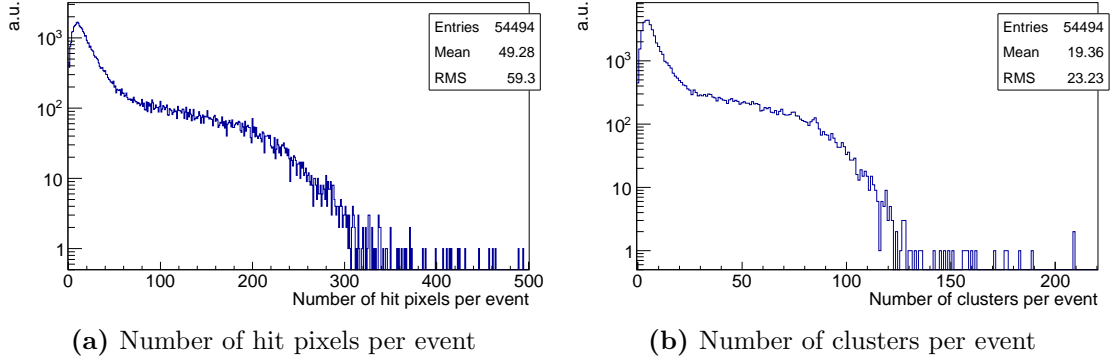 a.u.
10³
10²
10
1
0 100 200 300 400 500
Number of hit pixels per event
Entries 54494
Mean 49.28
RMS 59.3
(a) Number of hit pixels per event
a.u.
10³
10²
10
1
0 50 100 150 200
Number of clusters per event
Entries 54494
Mean 19.36
RMS 23.23
(b) Number of clusters per event